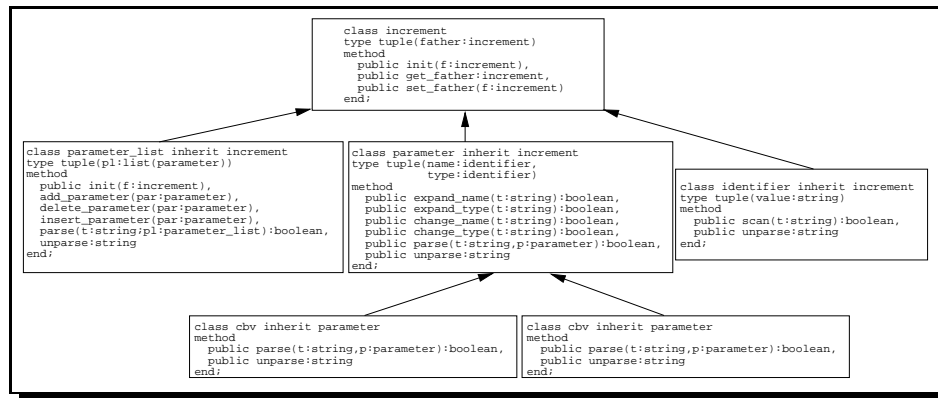 class increment
type tuple(father:increment)
method
public init(f:increment),
public get_father:increment,
public set_father(f:increment)
end;
class parameter_list inherit increment
type tuple(pl:list(parameter))
method
public init(f:increment),
add_parameter(par:parameter),
delete_parameter(par:parameter),
insert_parameter(par:parameter),
parse(t:string;pl:parameter_list):boolean,
unparse:string
end;
class parameter inherit increment
type tuple(name:identifier,
type:identifier)
method
public expand_name(t:string):boolean,
public expand_type(t:string):boolean,
public change_name(t:string):boolean,
public change_type(t:string):boolean,
public parse(t:string,p:parameter):boolean,
public unparse:string
end;
class identifier inherit increment
type tuple(value:string)
method
public scan(t:string):boolean,
public unparse:string
end;
class cbv inherit parameter
method
public parse(t:string,p:parameter):boolean,
public unparse:string
end;
class cbv inherit parameter
method
public parse(t:string,p:parameter):boolean,
public unparse:string
end;